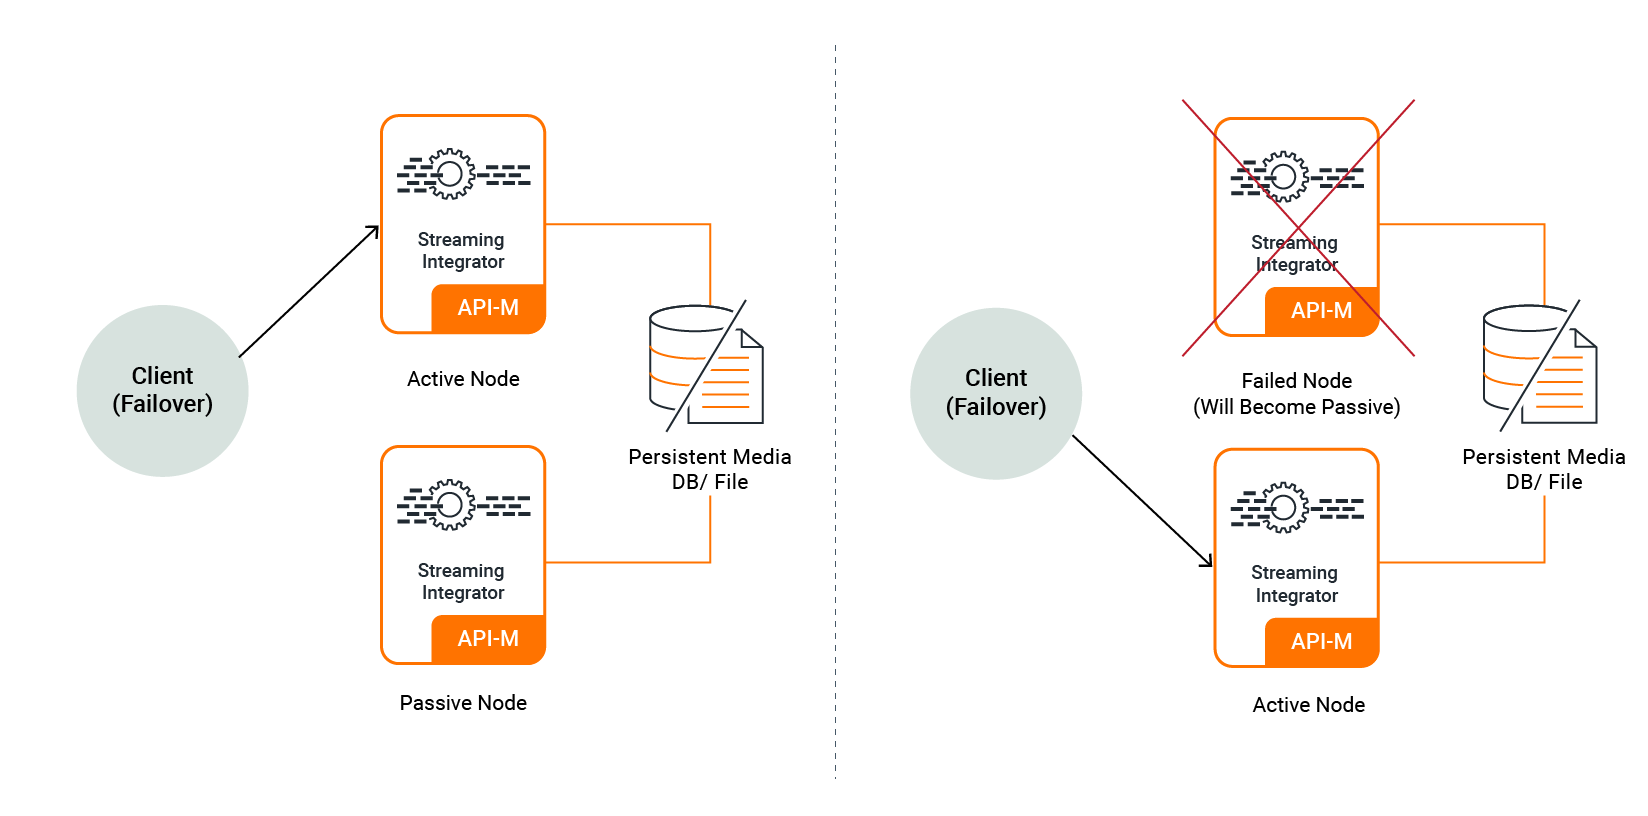 Client
(Failover)
Streaming
Integrator
API-M
Active Node
Streaming
Integrator
API-M
Passive Node
Persistent Media
DB/ File
Client
(Failover)
Streaming
Integrator
API-M
Failed Node
(Will Become Passive)
Streaming
Integrator
API-M
Active Node
Persistent Media
DB/ File